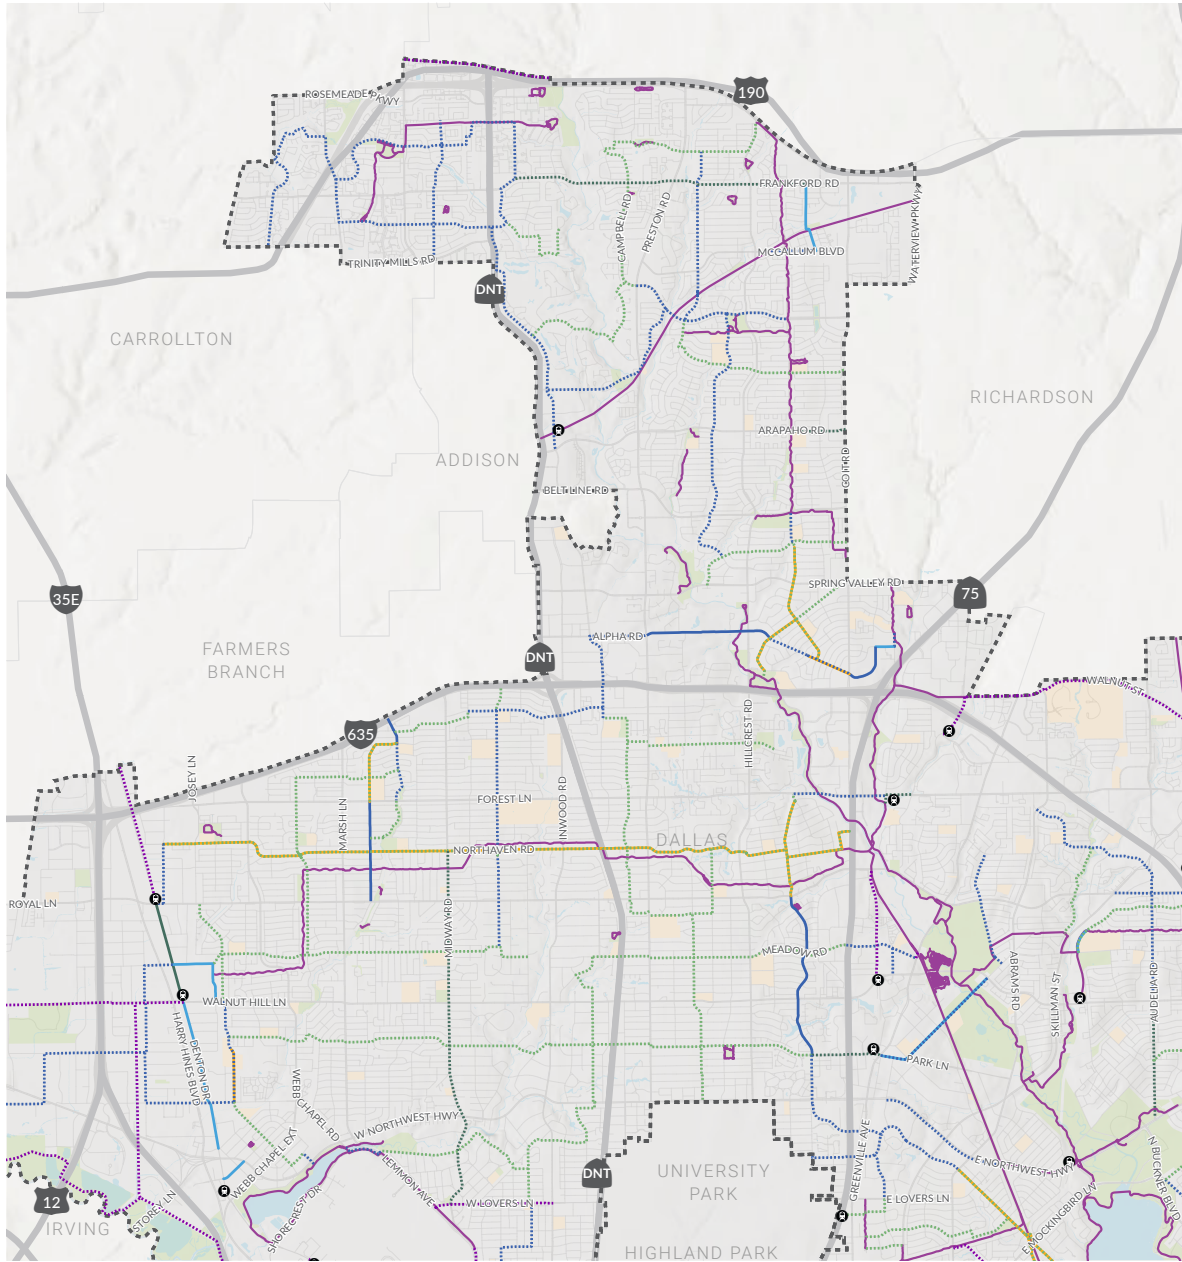 190
ROSEMEADE PKWY
FRANKFORD RD
CAMPBELL RD
PRESTON RD
WATERVIEW PKWY
MCCALLUM BLVD
TRINITY MILLS RD
DNT
CARROLLTON
RICHARDSON
ARAPAHO RD
ADDISON
COIT RD
BELT LINE RD
SPRING VALLEY RD
75
35E
ALPHA RD
FARMERS
BRANCH
DNT
WALNUT ST
HILLCREST RD
635
JOSEY LN
INWOOD RD
FOREST LN
MARSH LN
DALLAS
NORTHAVEN RD
ROYAL LN
MIDWAY RD
MEADOW RD
ABRAMS RD
SKILLMAN ST
AUDELIA RD
WALNUT HILL LN
HARRY HINES BLVD
DENTON DR
PARK LN
WEBB CHAPEL RD
W NORTHWEST HWY
WEBB CHAPEL EXT
GREENVILLE AVE
E NORTHWEST HWY
N BUCKNER BLVD
LEMMON AVE
UNIVERSITY
PARK
DNT
12
STOREY LN
SHORECREST DR
W LOVERS LN
E LOVERS LN
E MOCKINGBIRD LN
IRVING
HIGHLAND PARK